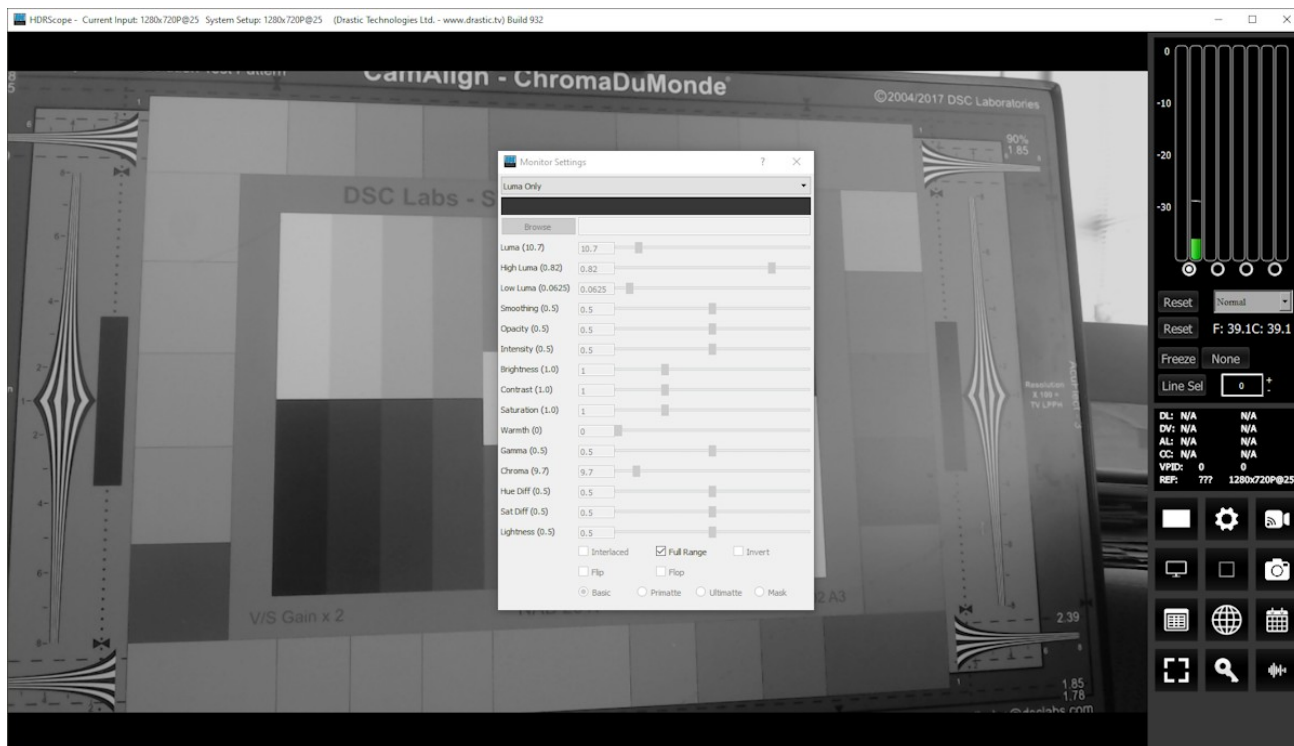 HDRScope - Current Input: 1280x720P@25 System Setup: 1280x720P@25 (Drastic Technologies Ltd. - www.drastic.tv) Build 932
CamAlign - ChromaDuMonde
©2004/2017 DSC Laboratories
90%
1.85
DSC Labs - S
V/S Gain x 2
Resolution
X 100 =
TV LPPH
2.39
1.85
1.78
Monitor Settings ?
Luma Only
Browse
Luma (10.7) 10.7
High Luma (0.82) 0.82
Low Luma (0.0625) 0.0625
Smoothing (0.5) 0.5
Opacity (0.5) 0.5
Intensity (0.5) 0.5
Brightness (1.0) 1
Contrast (1.0) 1
Saturation (1.0) 1
Warmth (0) 0
Gamma (0.5) 0.5
Chroma (9.7) 9.7
Hue Diff (0.5) 0.5
Sat Diff (0.5) 0.5
Lightness (0.5) 0.5
Interlaced Full Range Invert
Flip Flop
Basic Primatte Ultimatte Mask
0
-10
-20
-30
Reset Normal
Reset F: 39.1C: 39.1
Freeze None
Line Sel 0 + -
DL: N/A N/A
DV: N/A N/A
AL: N/A N/A
CC: N/A N/A
VPID: 0 0
REF: ??? 1280x720P@25